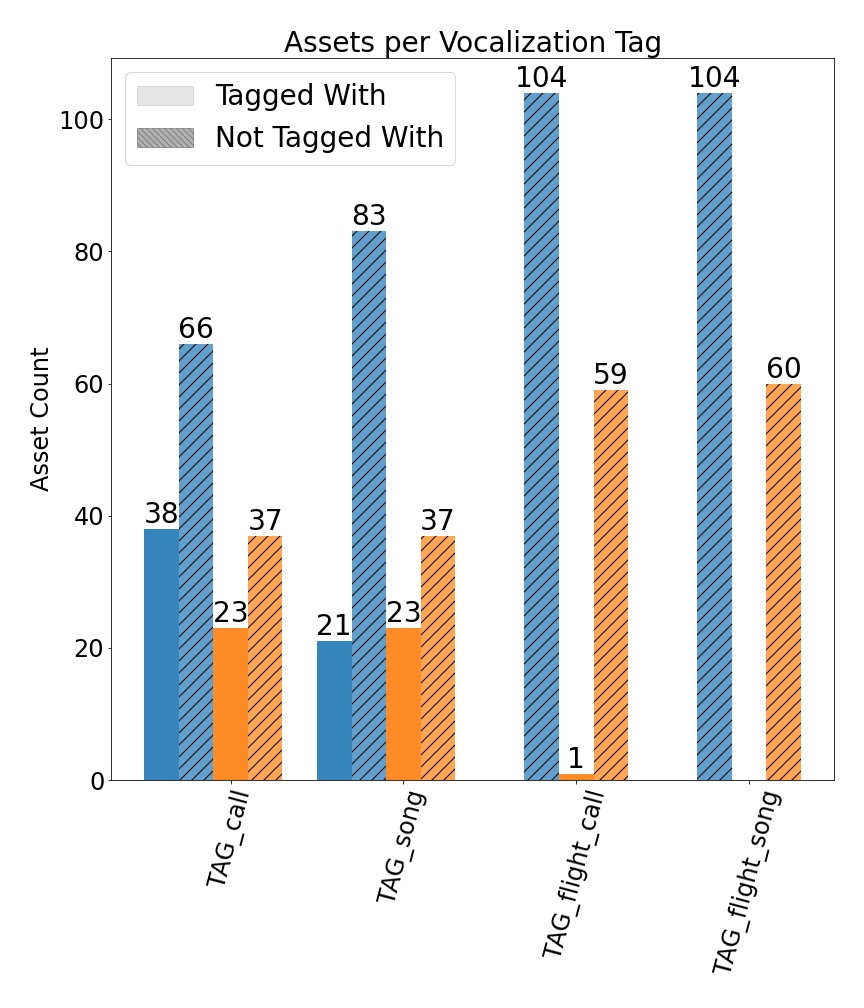 Assets per Vocalization Tag
Tagged With
Not Tagged With
Asset Count
100
80
60
40
20
0
38
66
23
37
21
83
23
37
104
1
59
104
60
TAG_call
TAG_song
TAG_flight_call
TAG_flight_song